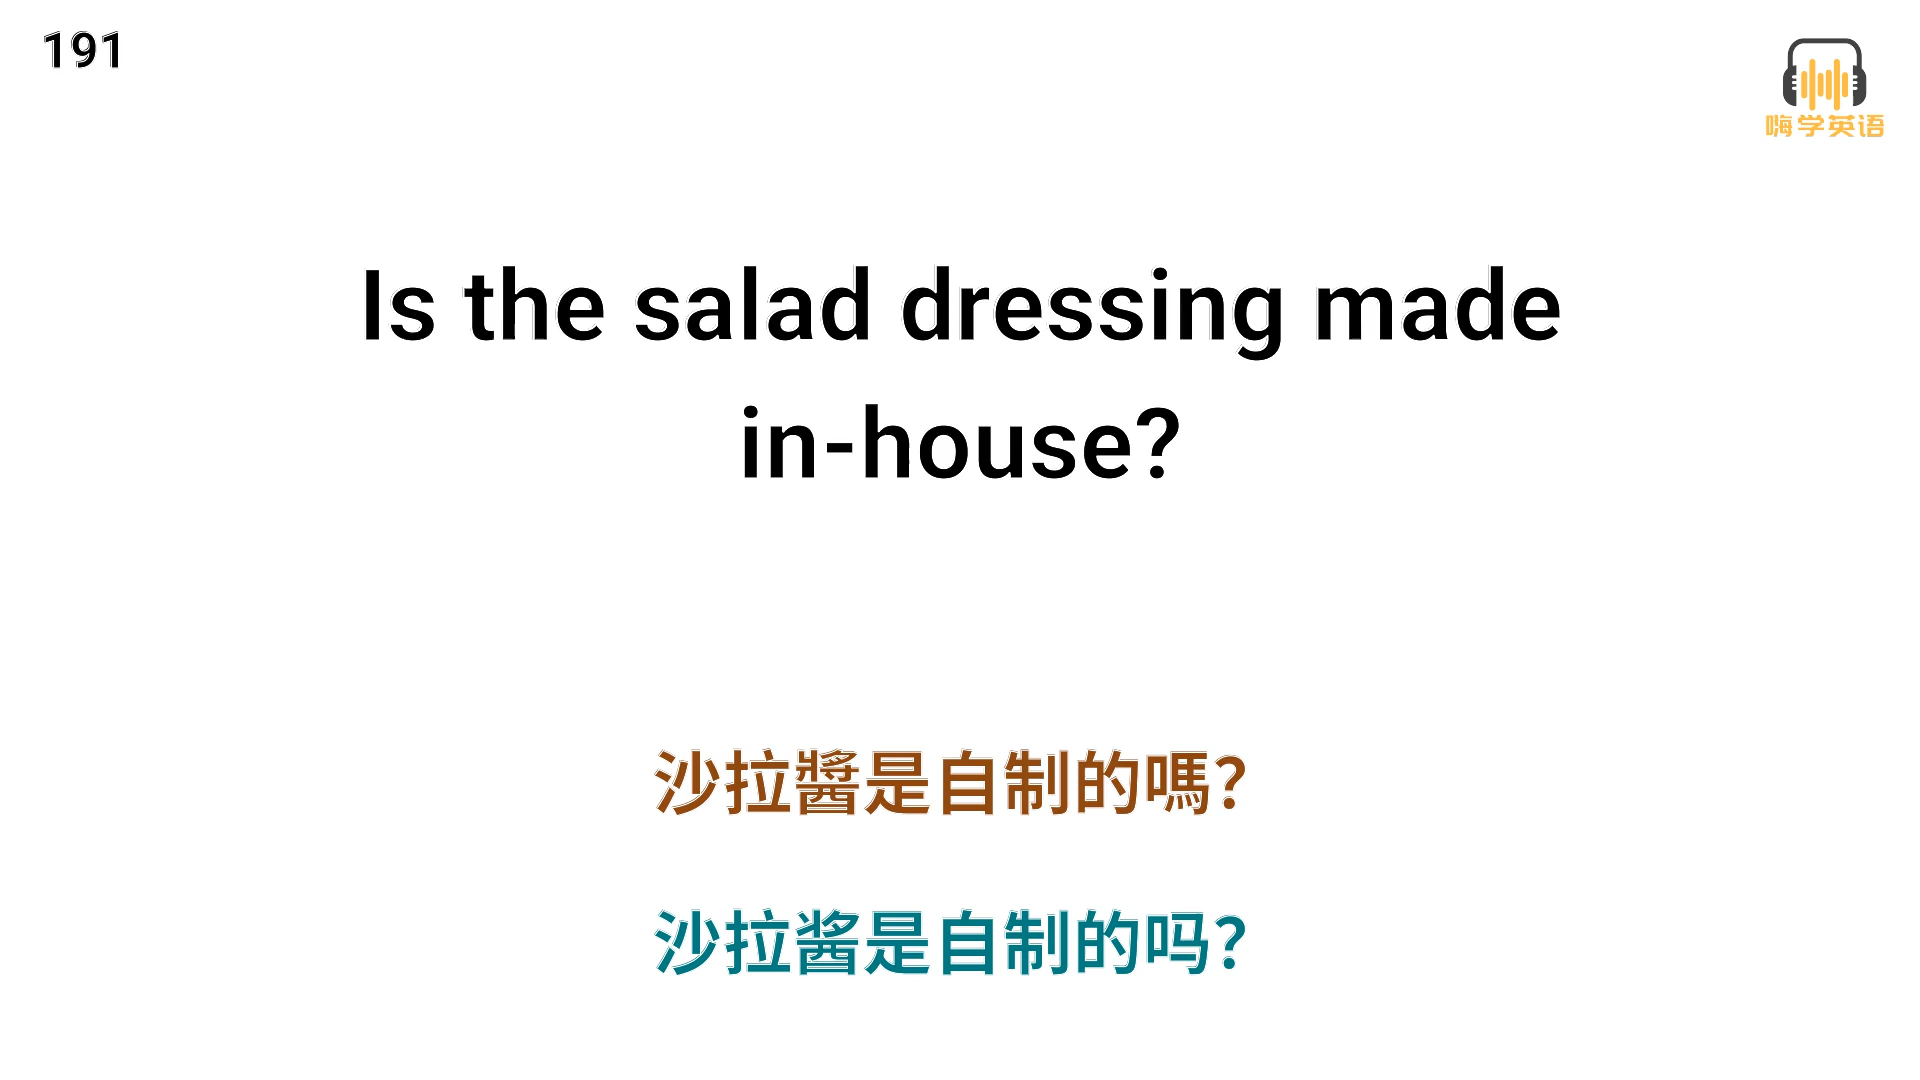 191
嗨学英语
Is the salad dressing made
in-house?
沙拉醬是自制的嗎?
沙拉酱是自制的吗?